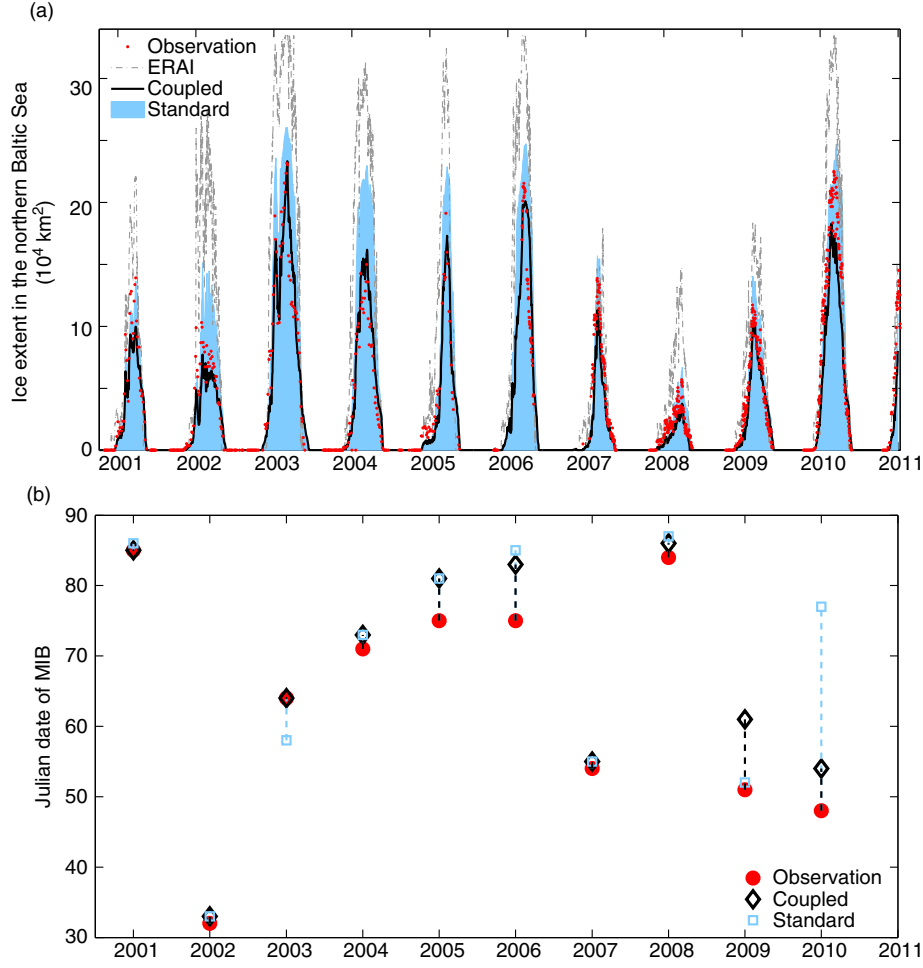 (a)
Observation
ERAI
Coupled
Standard
Ice extent in the northern Baltic Sea
(10⁴ km²)
30
20
10
0
2001 2002 2003 2004 2005 2006 2007 2008 2009 2010 2011
(b)
Julian date of MIB
90
80
70
60
50
40
30
Observation
Coupled
Standard
2001 2002 2003 2004 2005 2006 2007 2008 2009 2010 2011